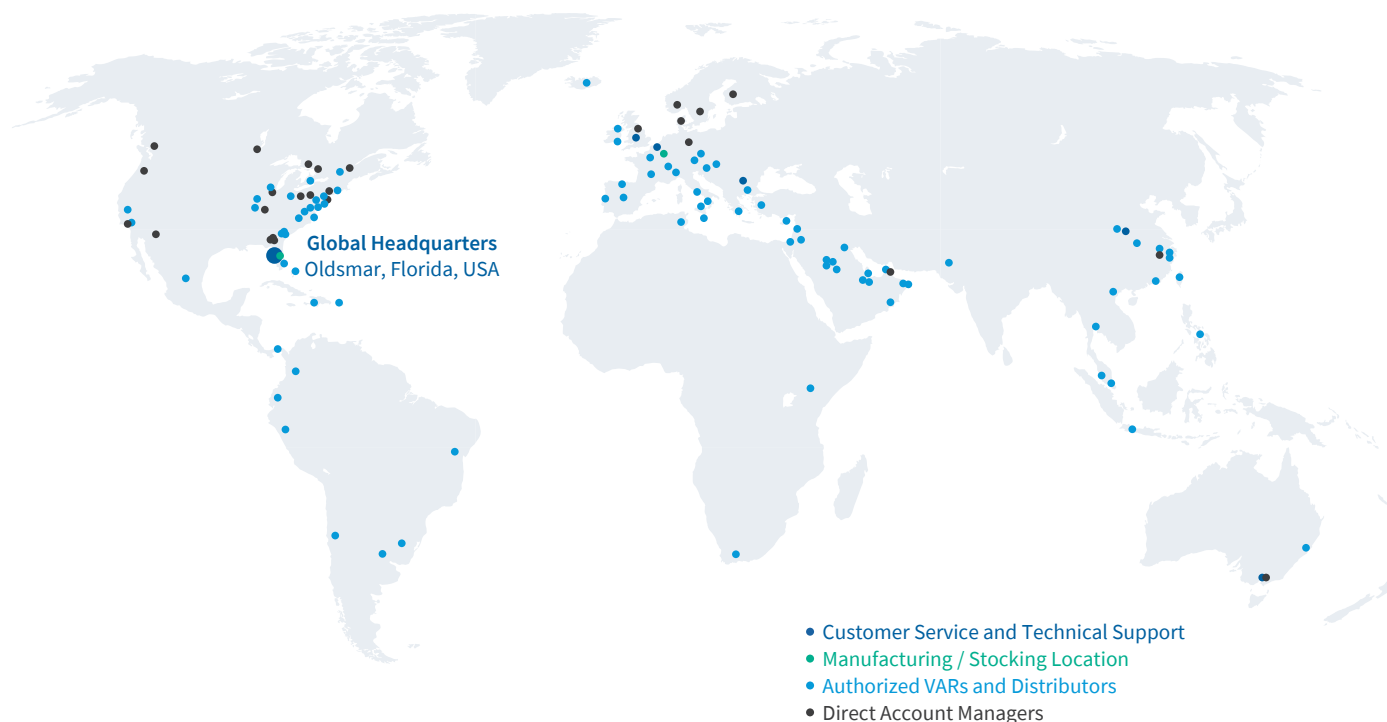 Global Headquarters
Oldsmar, Florida, USA
Customer Service and Technical Support
Manufacturing / Stocking Location
Authorized VARs and Distributors
Direct Account Managers